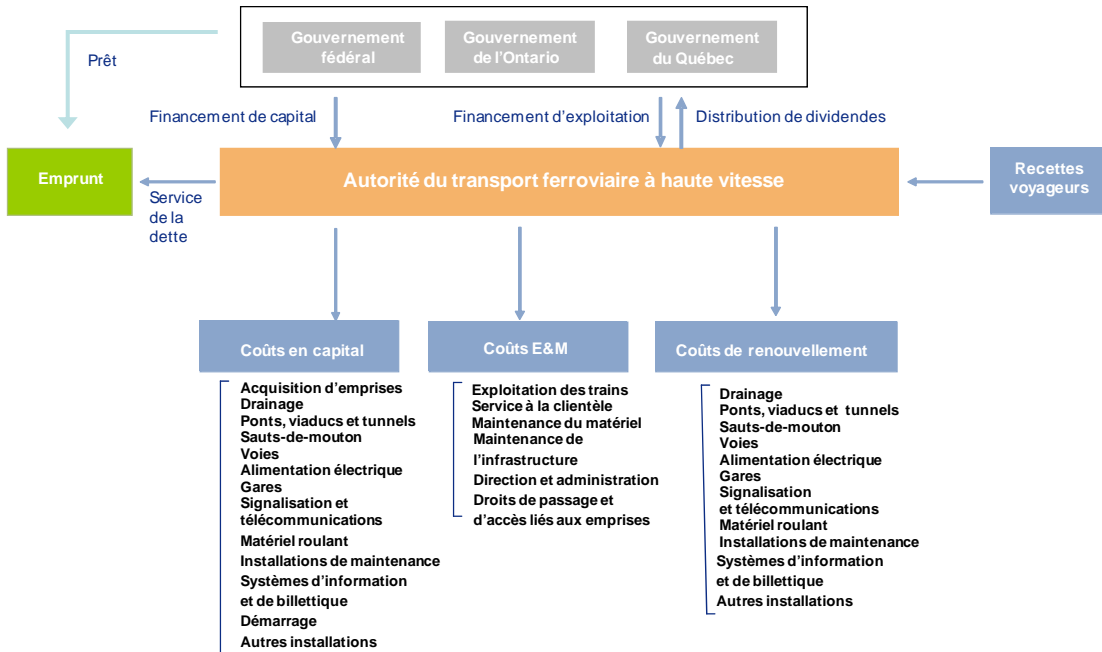 Gouvernement
fédéral
Gouvernement
de l'Ontario
Gouvernement
du Québec
Prêt
Financement de capital
Financement d'exploitation
Distribution de dividendes
Emprunt
Service
de la
dette
Autorité du transport ferroviaire à haute vitesse
Recettes
voyageurs
Coûts en capital
Acquisition d'emprises
Drainage
Ponts, viaducs et tunnels
Sauts-de-mouton
Voies
Alimentation électrique
Gares
Signalisation et
télécommunications
Matériel roulant
Installations de maintenance
Systèmes d'information
et de billettique
Démarrage
Autres installations
Coûts E&M
Exploitation des trains
Service à la clientèle
Maintenance du matériel
Maintenance de
l'infrastructure
Direction et administration
Droits de passage et
d'accès liés aux emprises
Coûts de renouvellement
Drainage
Ponts, viaducs et tunnels
Sauts-de-mouton
Voies
Alimentation électrique
Gares
Signalisation
et télécommunications
Matériel roulant
Installations de maintenance
Systèmes d'information
et de billettique
Autres installations